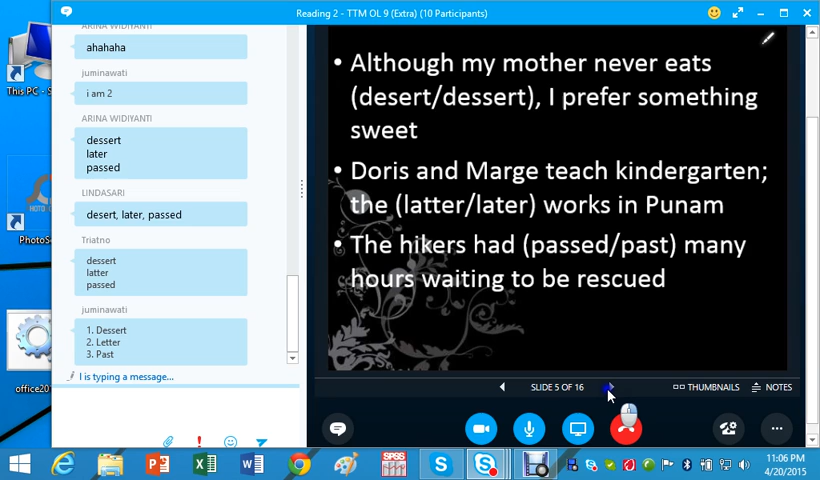 This PC - S
PhotoSc
office201
Reading 2 - TTM OL 9 (Extra) (10 Participants)
ARINA WIDIYANTI
ahahaha
juminawati
i am 2
ARINA WIDIYANTI
dessert
later
passed
LINDASARI
desert, later, passed
Triatno
dessert
latter
passed
juminawati
1. Dessert
2. Letter
3. Past
I is typing a message...
• Although my mother never eats
(desert/dessert), I prefer something
sweet
• Doris and Marge teach kindergarten;
the (latter/later) works in Punam
• The hikers had (passed/past) many
hours waiting to be rescued
SLIDE 5 OF 16
THUMBNAILS
NOTES
SPSS
11:06 PM
4/20/2015